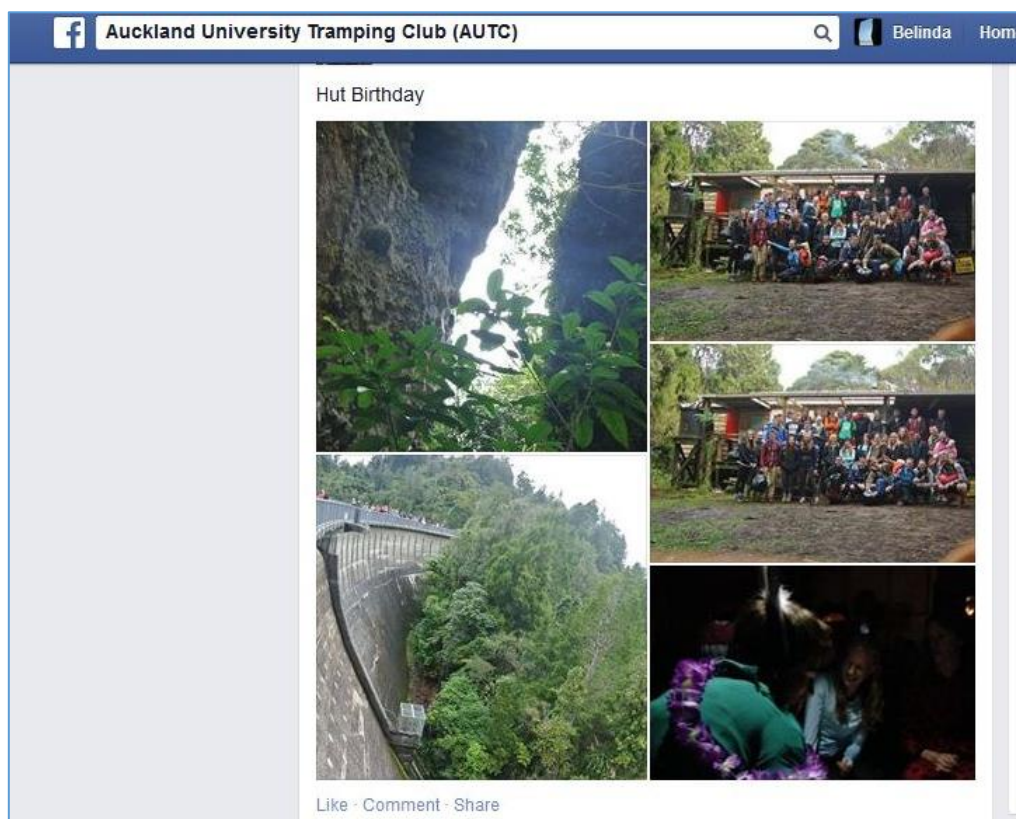 Auckland University Tramping Club (AUTC)
Belinda
Hom
Hut Birthday
Like · Comment · Share